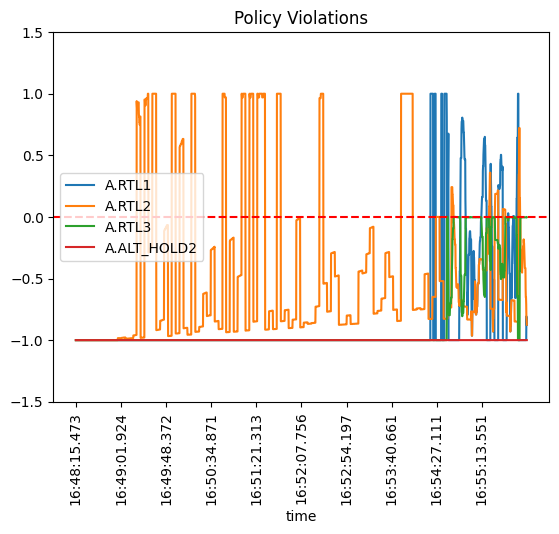 Policy Violations
1.5
1.0
0.5
0.0
−0.5
−1.0
−1.5
A.RTL1
A.RTL2
A.RTL3
A.ALT_HOLD2
16:48:15.473
16:49:01.924
16:49:48.372
16:50:34.871
16:51:21.313
16:52:07.756
16:52:54.197
16:53:40.661
16:54:27.111
16:55:13.551
time